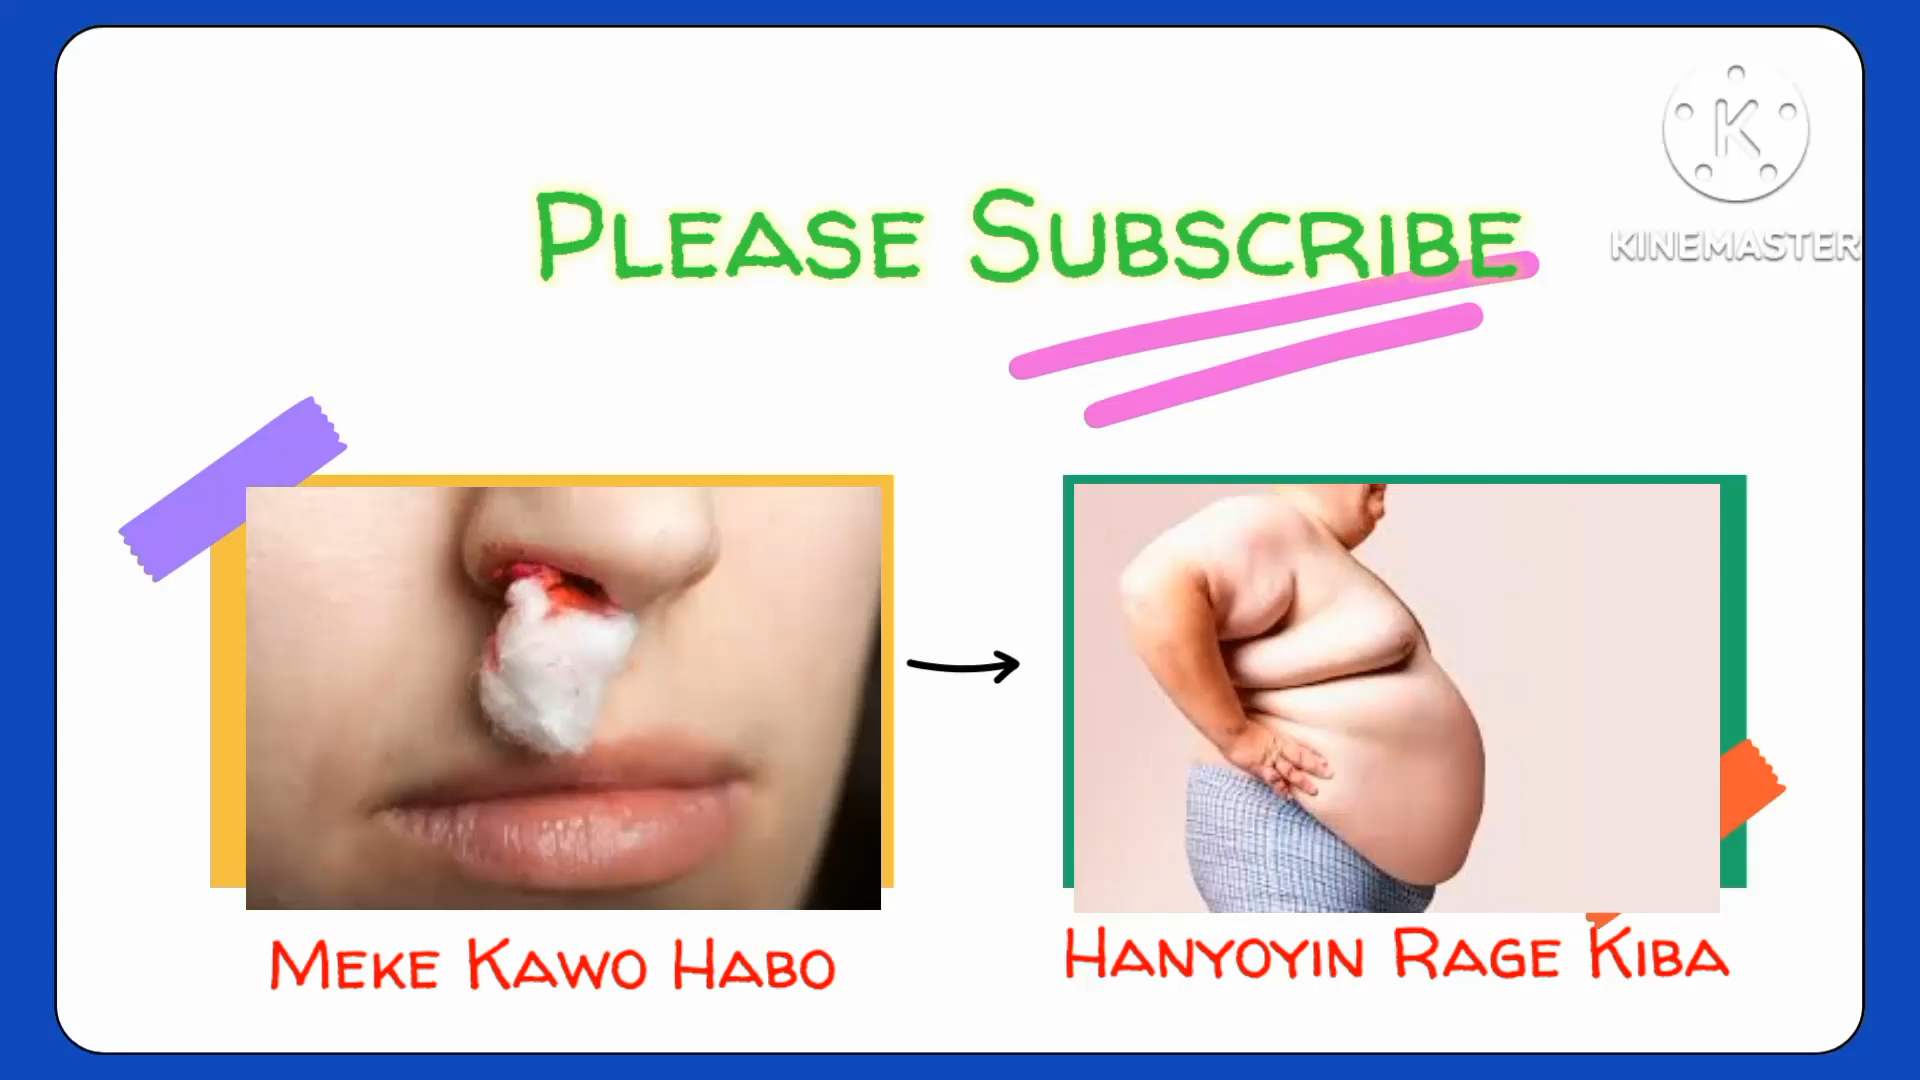 Please Subscribe
K
KINEMASTER
Meke Kawo Habo
Hanyoyin Rage Kiba